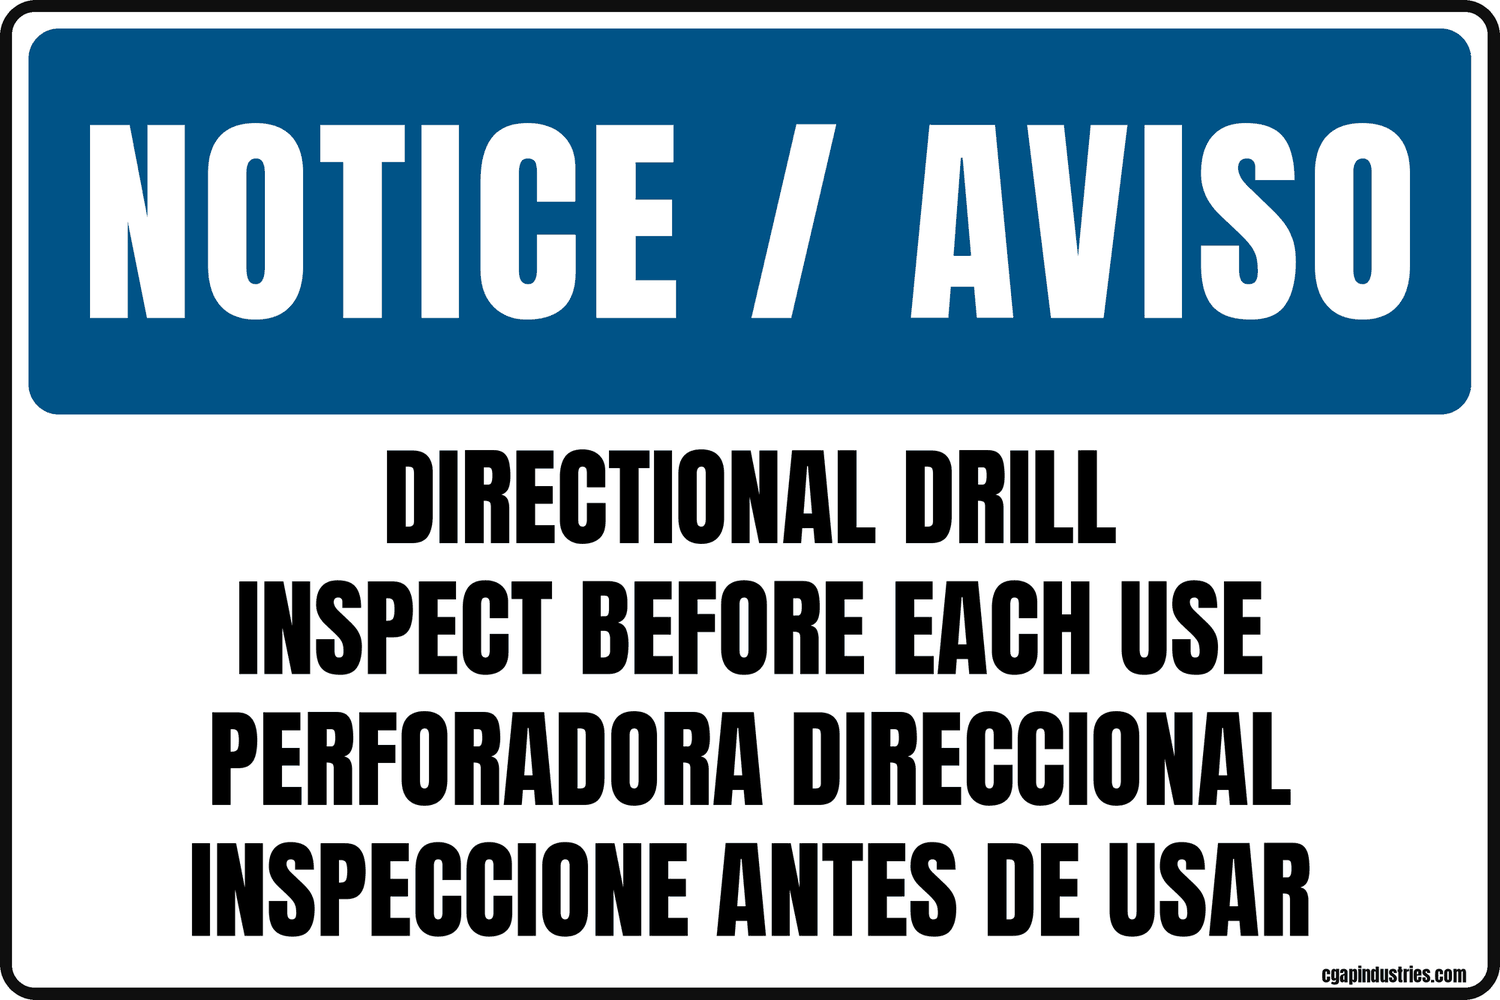 NOTICE / AVISO
DIRECTIONAL DRILL
INSPECT BEFORE EACH USE
PERFORADORA DIRECCIONAL
INSPECCIONE ANTES DE USAR
cgapindustries.com